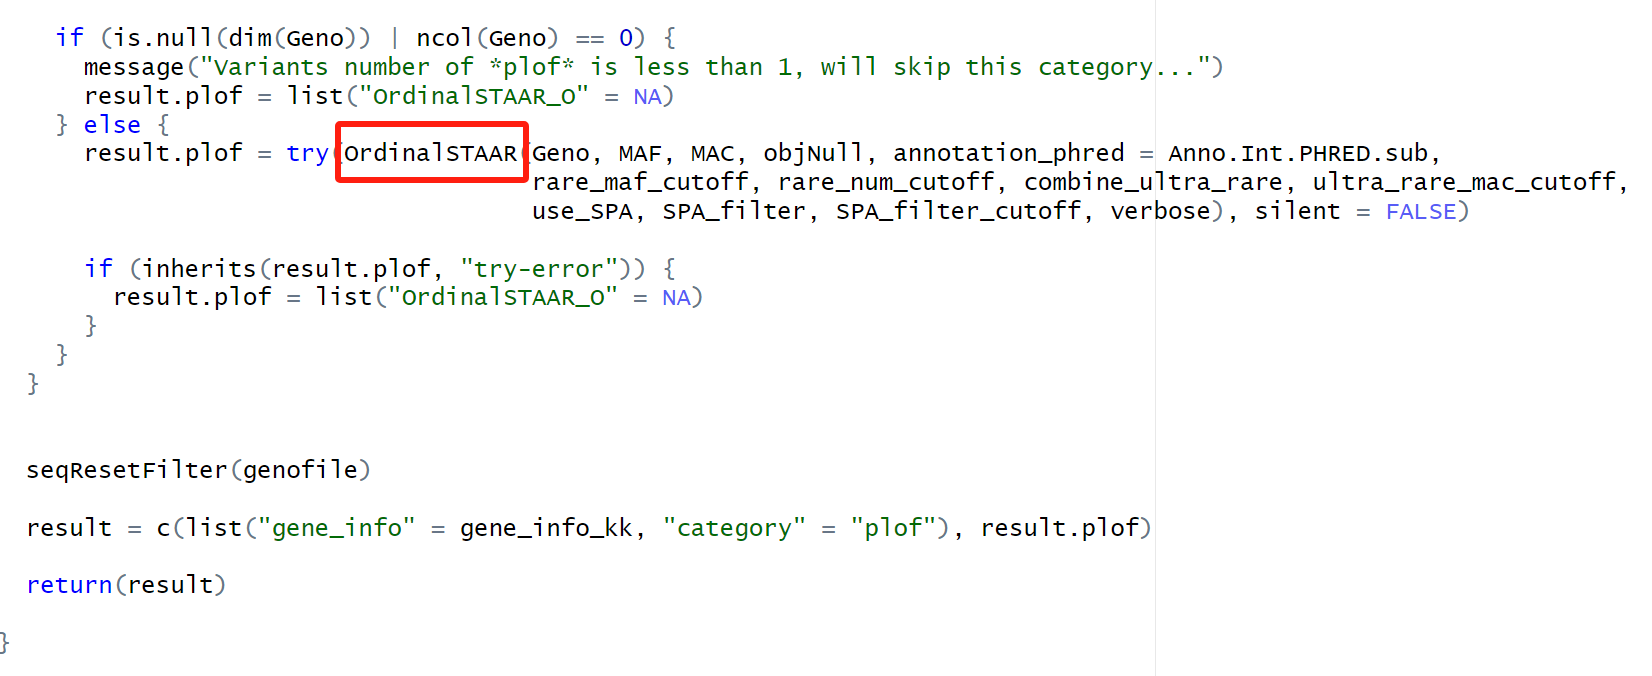 if (is.null(dim(Geno)) | ncol(Geno) == 0) {
message("Variants number of *plof* is less than 1, will skip this category...")
result.plof = list("OrdinalSTAAR_O" = NA)
} else {
result.plof = try(OrdinalSTAAR(Geno, MAF, MAC, objNull, annotation_phred = Anno.Int.PHRED.sub,
rare_maf_cutoff, rare_num_cutoff, combine_ultra_rare, ultra_rare_mac_cutoff,
use_SPA, SPA_filter, SPA_filter_cutoff, verbose), silent = FALSE)
if (inherits(result.plof, "try-error")) {
result.plof = list("OrdinalSTAAR_O" = NA)
}
}
}
seqResetFilter(genofile)
result = c(list("gene_info" = gene_info_kk, "category" = "plof"), result.plof)
return(result)
}